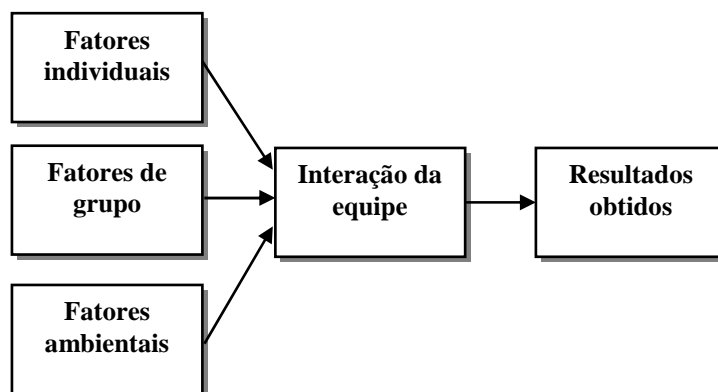 Fatores
individuais
Fatores de
grupo
Fatores
ambientais
Interação da
equipe
Resultados
obtidos